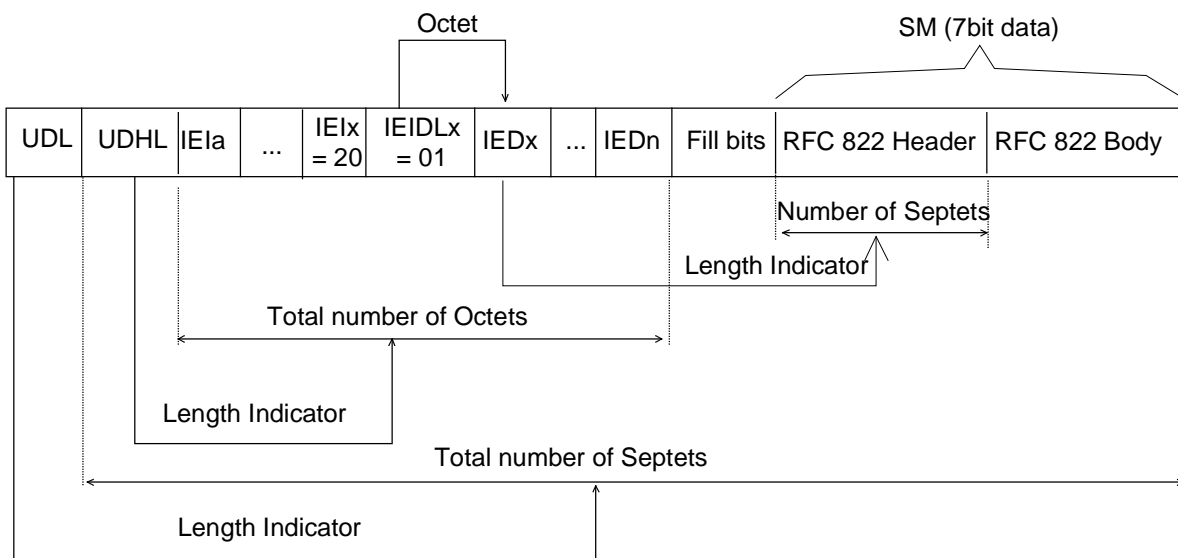 Octet
SM (7bit data)
UDL UDHL IEIa ... IEIx = 20 IEIDLx = 01 IEDx ... IEDn Fill bits RFC 822 Header RFC 822 Body
Number of Septets
Length Indicator
Total number of Octets
Length Indicator
Total number of Septets
Length Indicator